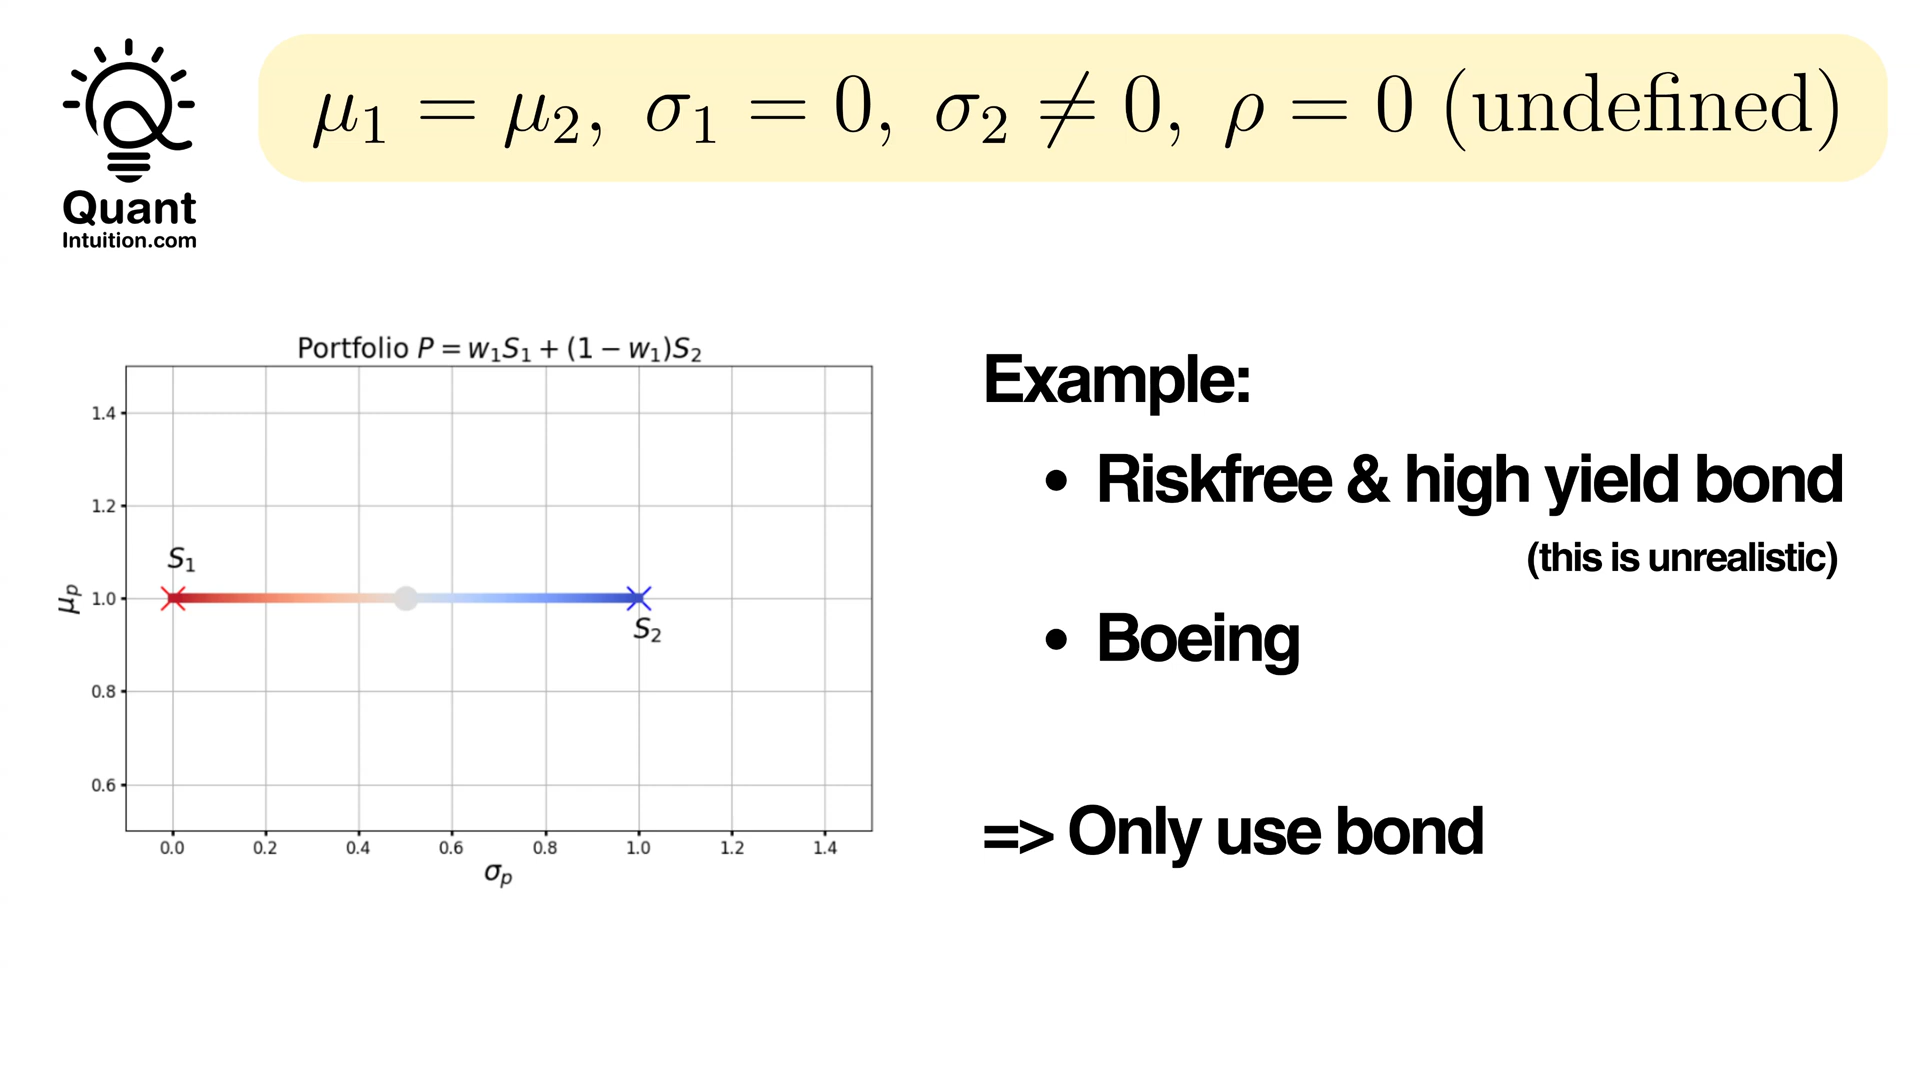 μ₁ = μ₂, σ₁ = 0, σ₂ ≠ 0, ρ = 0 (undefined)
Quant
Intuition.com
Portfolio P = w₁S₁ + (1 − w₁)S₂
1.4
1.2
1.0
0.8
0.6
μₚ
S₁
S₂
0.0 0.2 0.4 0.6 0.8 1.0 1.2 1.4
σₚ
Example:
• Riskfree & high yield bond
(this is unrealistic)
• Boeing
=> Only use bond